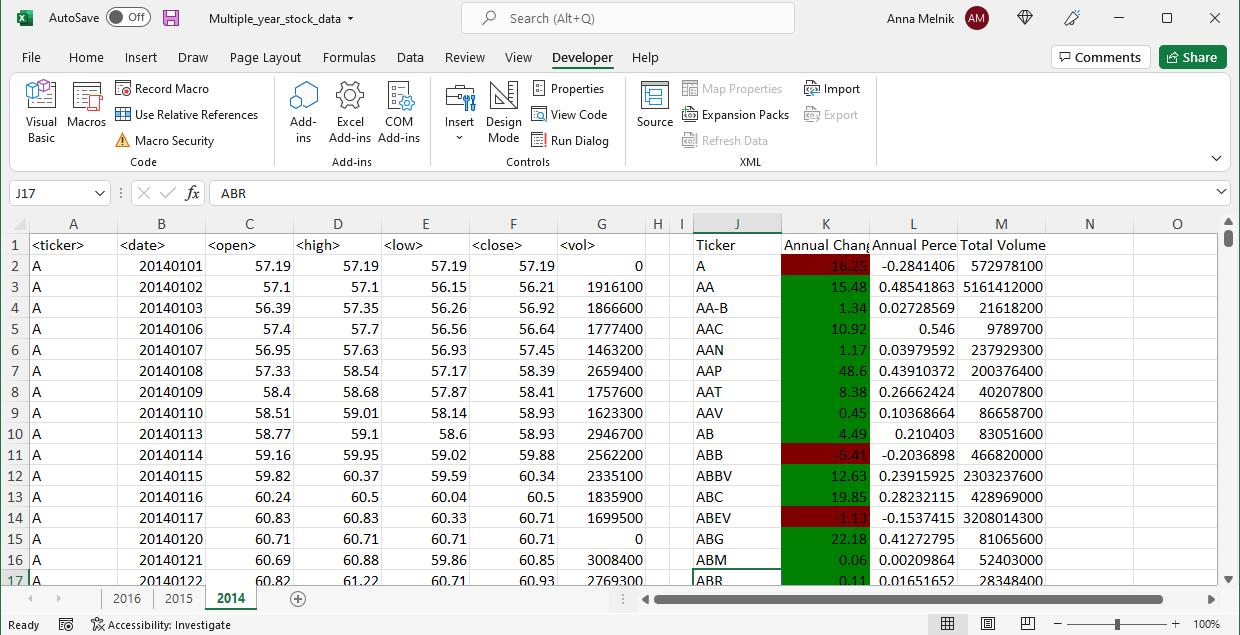 AutoSave Off Multiple_year_stock_data Search (Alt+Q) Anna Melnik AM
File Home Insert Draw Page Layout Formulas Data Review View Developer Help Comments Share
Visual Basic Macros Record Macro Use Relative References Macro Security Code
Add-ins Excel Add-ins COM Add-ins Add-ins
Insert Design Mode Properties View Code Run Dialog Controls
Source Map Properties Expansion Packs Refresh Data Import Export XML
J17 fx ABR
A B C D E F G H I J K L M N O
1 <ticker> <date> <open> <high> <low> <close> <vol> Ticker Annual Chang Annual Perce Total Volume
2 A 20140101 57.19 57.19 57.19 57.19 0 A -16.25 -0.2841406 572978100
3 A 20140102 57.1 57.1 56.15 56.21 1916100 AA 15.48 0.48541863 5161412000
4 A 20140103 56.39 57.35 56.26 56.92 1866600 AA-B 1.34 0.02728569 21618200
5 A 20140106 57.4 57.7 56.56 56.64 1777400 AAC 10.92 0.546 9789700
6 A 20140107 56.95 57.63 56.93 57.45 1463200 AAN 1.17 0.03979592 237929300
7 A 20140108 57.33 58.54 57.17 58.39 2659400 AAP 48.6 0.43910372 200376400
8 A 20140109 58.4 58.68 57.87 58.41 1757600 AAT 8.38 0.26662424 40207800
9 A 20140110 58.51 59.01 58.14 58.93 1623300 AAV 0.45 0.10368664 86658700
10 A 20140113 58.77 59.1 58.6 58.93 2946700 AB 4.49 0.210403 83051600
11 A 20140114 59.16 59.95 59.02 59.88 2562200 ABB -5.41 -0.2036898 466820000
12 A 20140115 59.82 60.37 59.59 60.34 2335100 ABBV 12.63 0.23915925 2303237600
13 A 20140116 60.24 60.5 60.04 60.5 1835900 ABC 19.85 0.28232115 428969000
14 A 20140117 60.83 60.83 60.33 60.71 1699500 ABEV -1.13 -0.1537415 3208014300
15 A 20140120 60.71 60.71 60.71 60.71 0 ABG 22.18 0.41272795 81065600
16 A 20140121 60.69 60.88 59.86 60.85 3008400 ABM 0.06 0.00209864 52403000
17 A 20140122 60.82 61.22 60.71 60.93 2769300 ABR 0.11 0.01651652 28348400
2016 2015 2014
Ready Accessibility: Investigate 100%